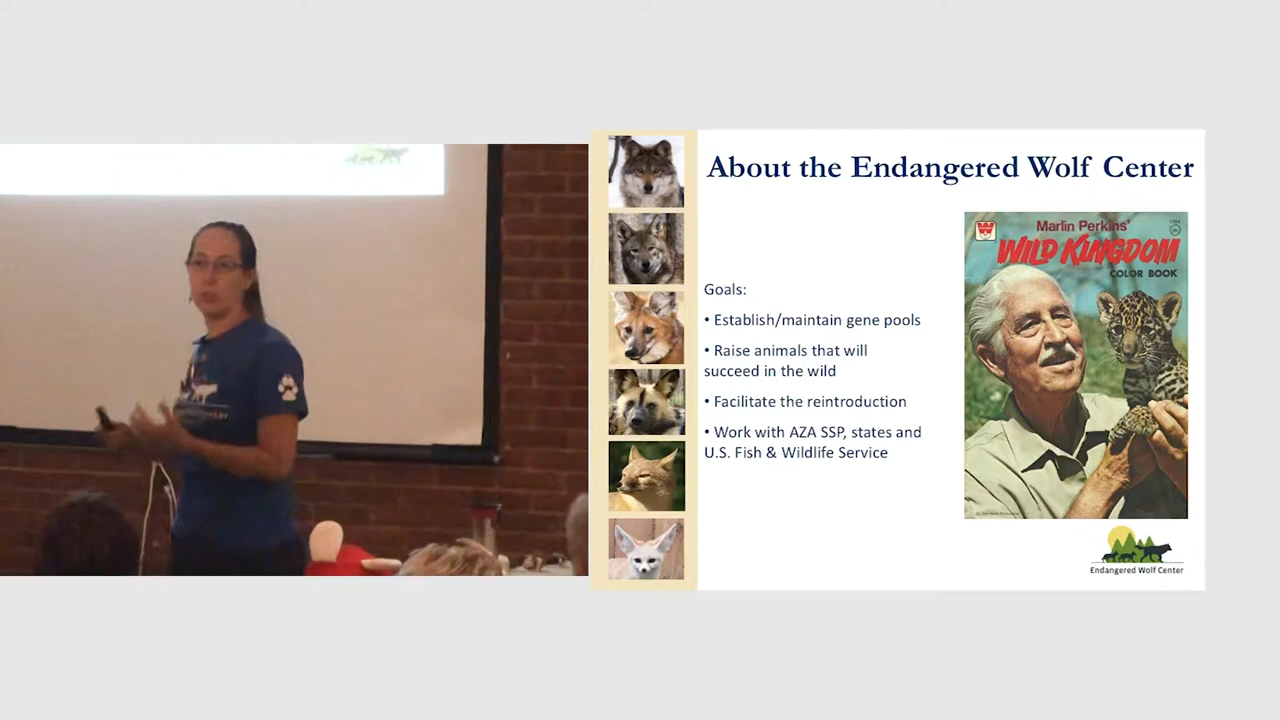 About the Endangered Wolf Center
Marlin Perkins'
WILD KINGDOM
COLOR BOOK
Goals:
• Establish/maintain gene pools
• Raise animals that will
succeed in the wild
• Facilitate the reintroduction
• Work with AZA SSP, states and
U.S. Fish & Wildlife Service
Endangered Wolf Center